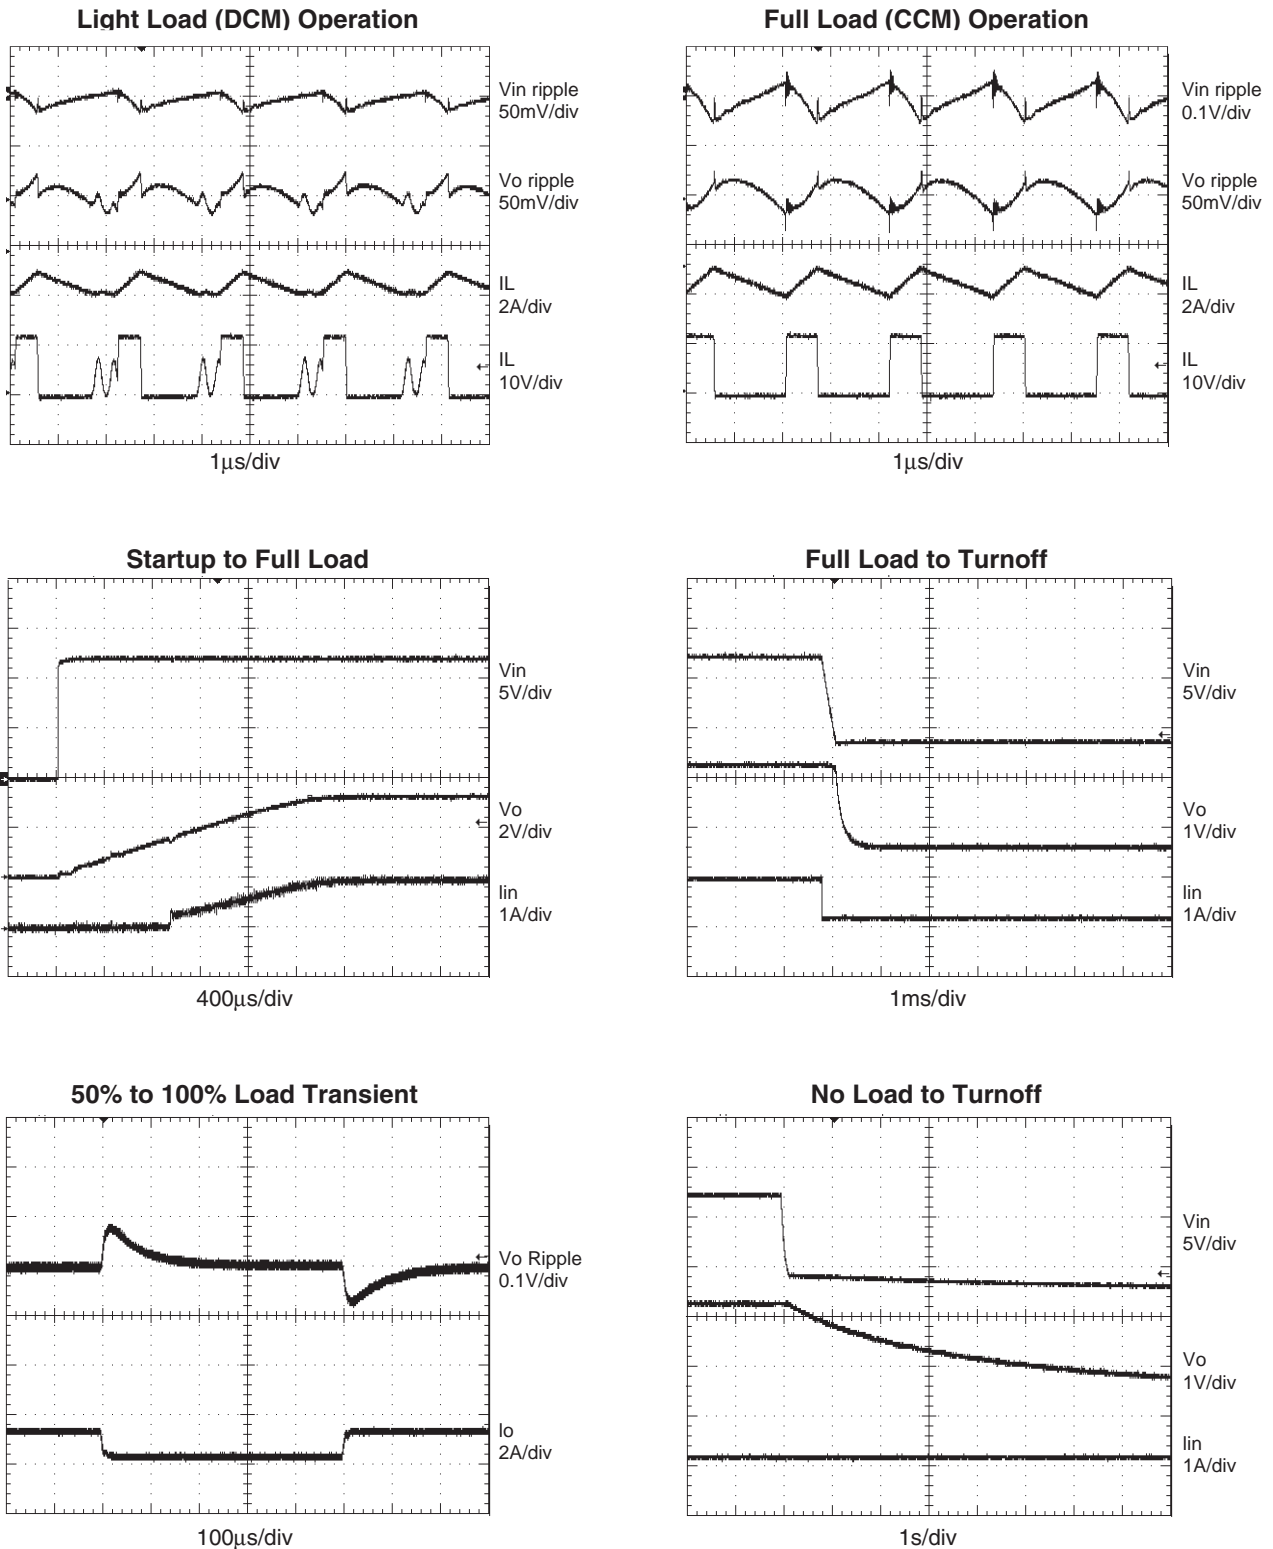 Light Load (DCM) Operation
Vin ripple
50mV/div
Vo ripple
50mV/div
IL
2A/div
IL
10V/div
1μs/div
Full Load (CCM) Operation
Vin ripple
0.1V/div
Vo ripple
50mV/div
IL
2A/div
IL
10V/div
1μs/div
Startup to Full Load
Vin
5V/div
Vo
2V/div
Iin
1A/div
400μs/div
Full Load to Turnoff
Vin
5V/div
Vo
1V/div
Iin
1A/div
1ms/div
50% to 100% Load Transient
Vo Ripple
0.1V/div
Io
2A/div
100μs/div
No Load to Turnoff
Vin
5V/div
Vo
1V/div
Iin
1A/div
1s/div